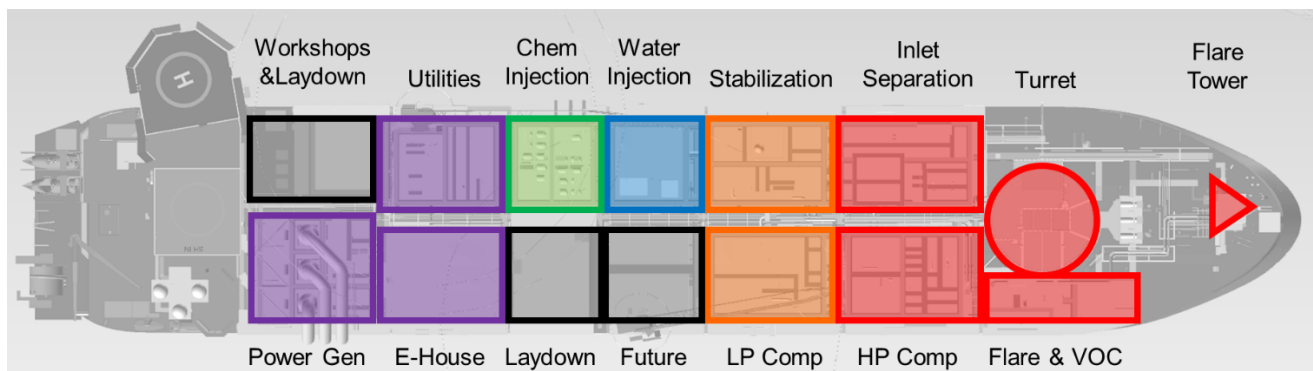 Workshops
&Laydown
Utilities
Chem
Injection
Water
Injection
Stabilization
Inlet
Separation
Turret
Flare
Tower
H
Power Gen
E-House
Laydown
Future
LP Comp
HP Comp
Flare & VOC